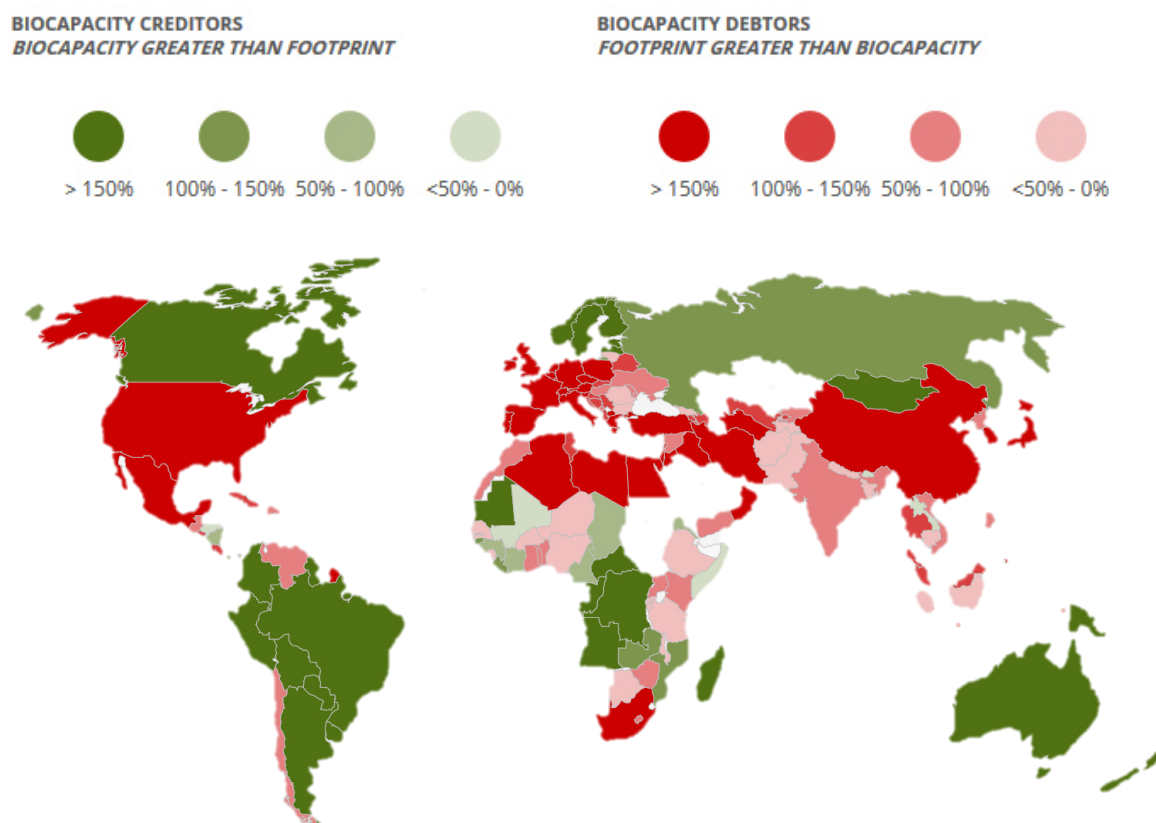 BIOCAPACITY CREDITORS
BIOCAPACITY GREATER THAN FOOTPRINT
> 150%
100% - 150%
50% - 100%
<50% - 0%
BIOCAPACITY DEBTORS
FOOTPRINT GREATER THAN BIOCAPACITY
> 150%
100% - 150%
50% - 100%
<50% - 0%